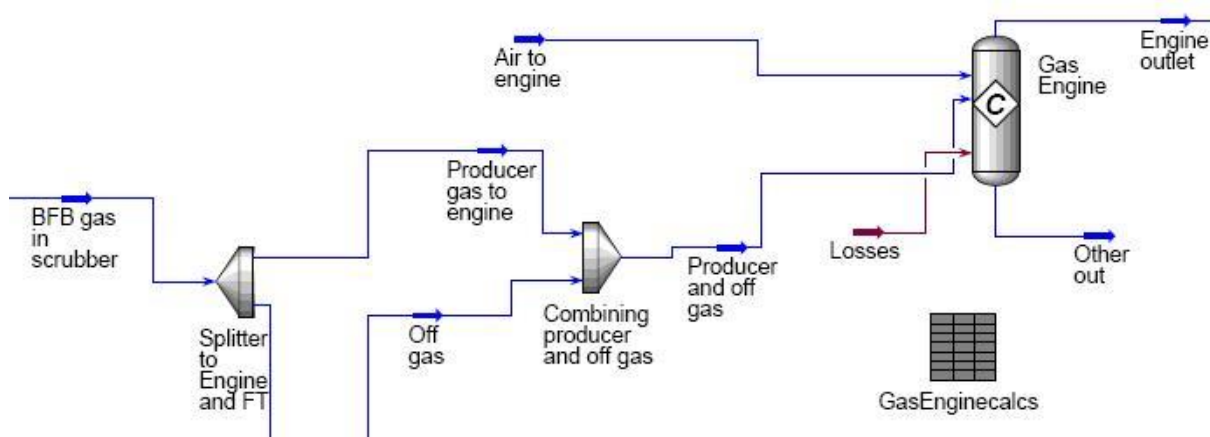 Air to
engine
Gas
Engine
C
Engine
outlet
BFB gas
in
scrubber
Producer
gas to
engine
Splitter
to
Engine
and FT
Off
gas
Combining
producer
and off gas
Producer
and off
gas
Losses
Other
out
GasEnginecalcs